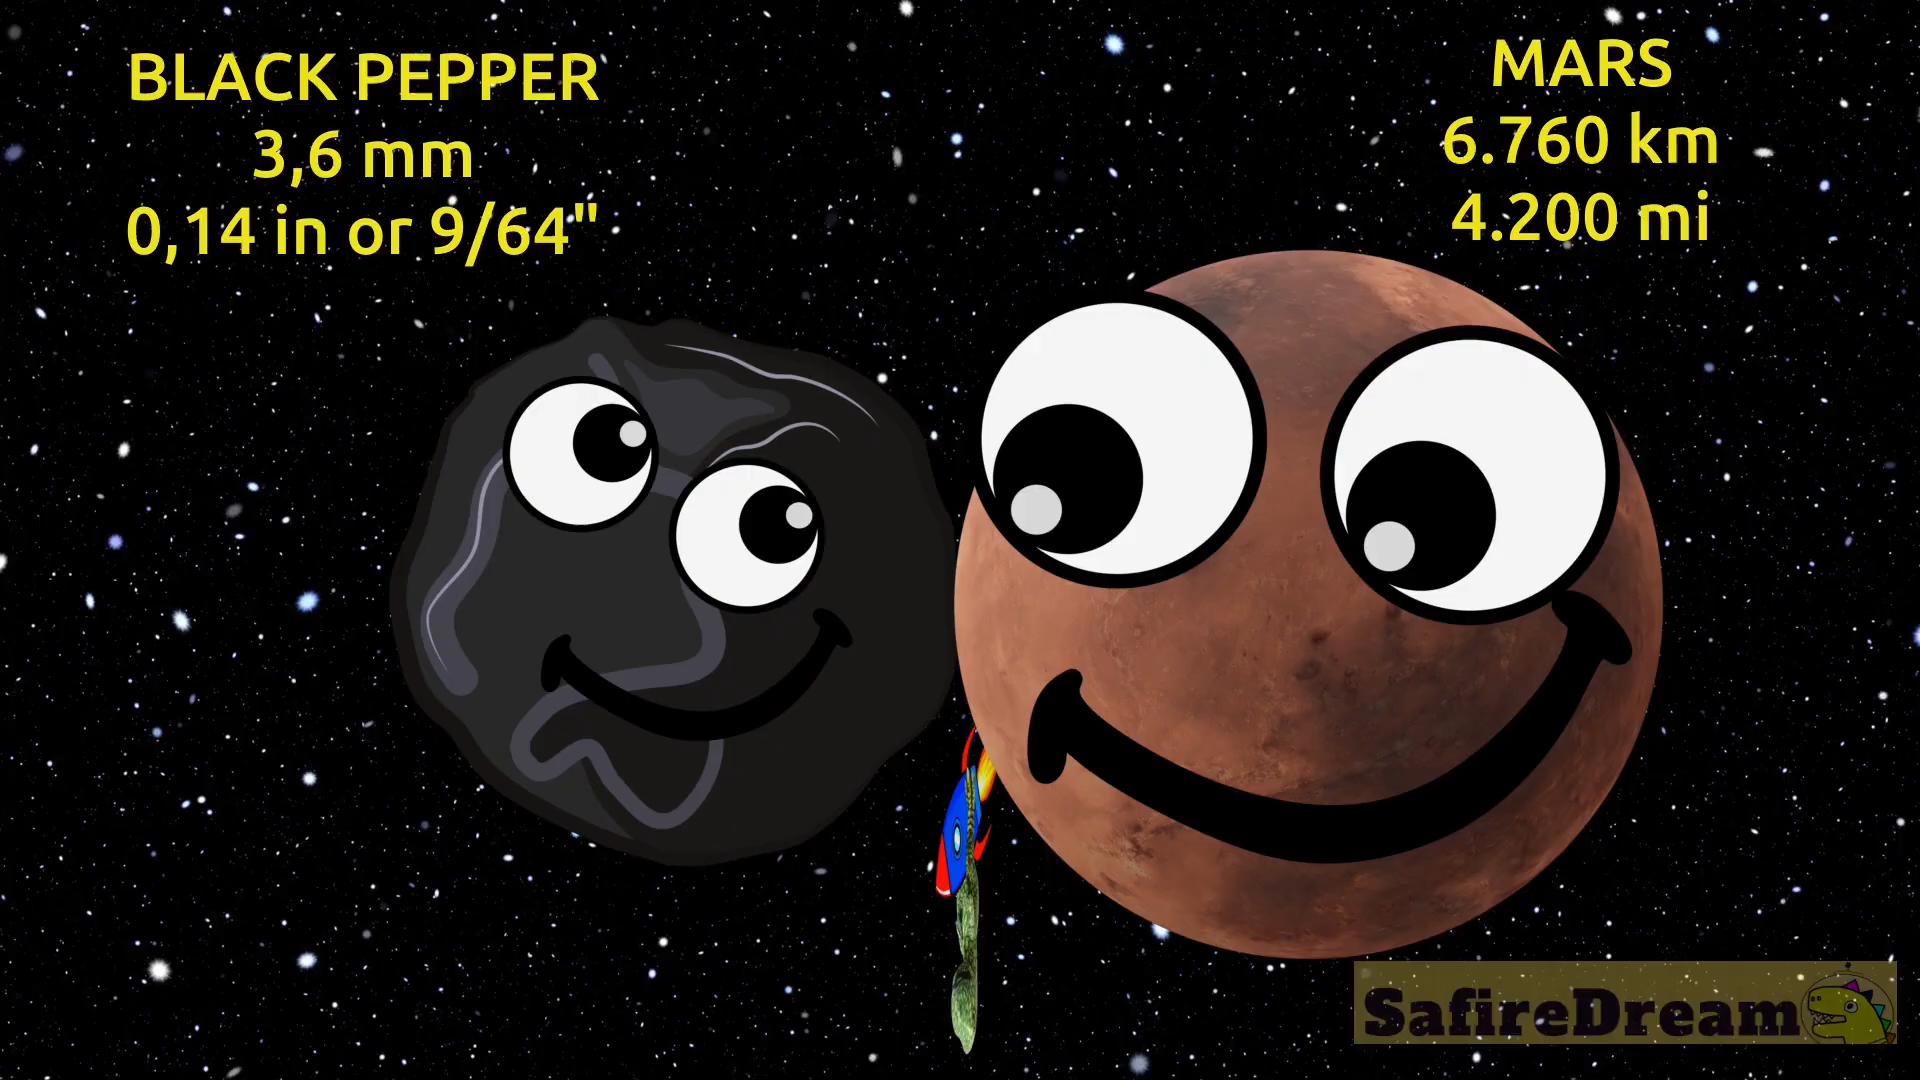 BLACK PEPPER
3,6 mm
0,14 in or 9/64"
MARS
6.760 km
4.200 mi
SafireDream